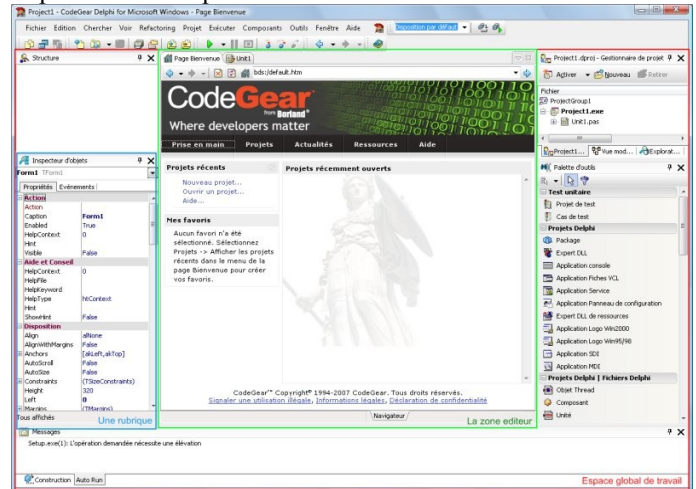 Project1 - CodeGear Delphi for Microsoft Windows - Page Bienvenue
Fichier Edition Chercher Voir Refactoring Projet Exécuter Composants Outils Fenêtre Aide
Disposition par défaut
Structure
Page Bienvenue Unit1
bds:/default.htm
CodeGear
from Borland
Where developers matter
Prise en main Projets Actualités Ressources Aide
Projets récents
Nouveau projet...
Ouvrir un projet...
Aide...
Mes favoris
Aucun favori n'a été
sélectionné. Sélectionnez
Projets -> Afficher les projets
récents dans le menu de la
page Bienvenue pour créer
vos favoris.
Projets récemment ouverts
CodeGear™ Copyright® 1994-2007 CodeGear. Tous droits réservés.
Signaler une utilisation illégale, Informations légales, Déclaration de confidentialité
Navigateur
La zone editeur
Inspecteur d'objets
Form1 TForm1
Propriétés Evénements
Action
Action
Caption Form1
Enabled True
HelpContext 0
Hint
Visible False
Aide et Conseil
HelpContext 0
HelpFile
HelpKeyword
HelpType htContext
Hint
ShowHint False
Disposition
Align alNone
AlignWithMargins False
Anchors [akLeft,akTop]
AutoScroll False
AutoSize False
Constraints (TSizeConstraints)
Height 320
Left 0
Margins (TMargins)
Tous affichés
Une rubrique
Project1.dproj - Gestionnaire de projet
Activer Nouveau Retirer
Fichier
ProjectGroup1
Project1.exe
Unit1.pas
Project1... Vue mod... Explorat...
Palette d'outils
Test unitaire
Projet de test
Cas de test
Projets Delphi
Package
Expert DLL
Application console
Application Fiches VCL
Application Service
Application Panneau de configuration
Expert DLL de ressources
Application Logo Win2000
Application Logo Win95/98
Application SDI
Application MDI
Projets Delphi | Fichiers Delphi
Objet Thread
Composant
Unité
Messages
Setup.exe(1): L'opération demandée nécessite une élévation
Construction Auto Run
Espace global de travail